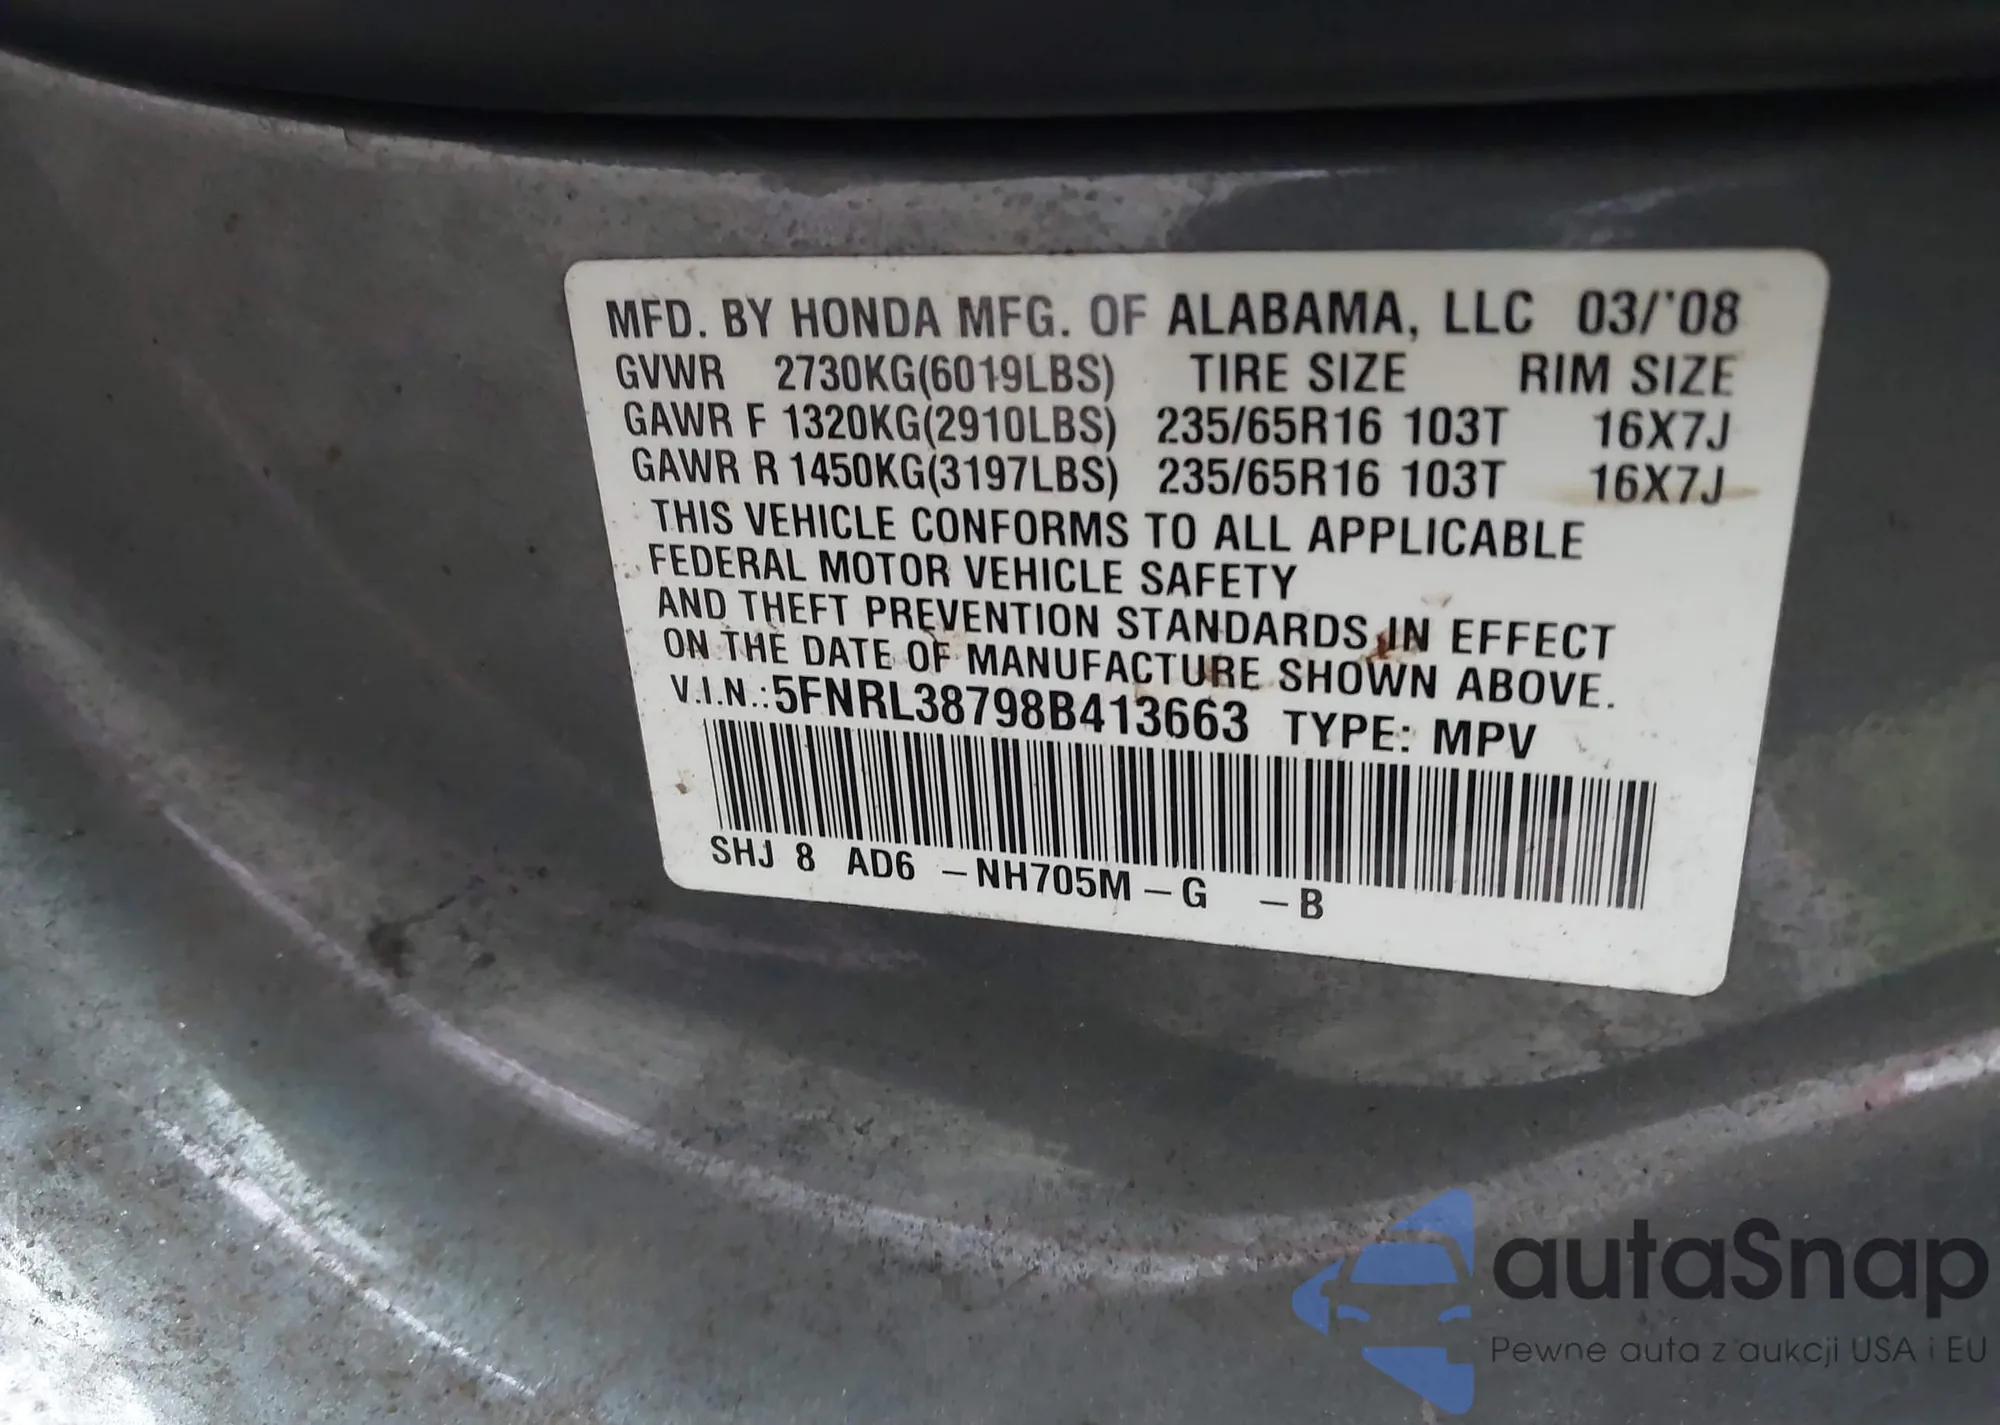 MFD. BY HONDA MFG. OF ALABAMA, LLC 03/'08
GVWR 2730KG(6019LBS) TIRE SIZE RIM SIZE
GAWR F 1320KG(2910LBS) 235/65R16 103T 16X7J
GAWR R 1450KG(3197LBS) 235/65R16 103T 16X7J
THIS VEHICLE CONFORMS TO ALL APPLICABLE
FEDERAL MOTOR VEHICLE SAFETY
AND THEFT PREVENTION STANDARDS IN EFFECT
ON THE DATE OF MANUFACTURE SHOWN ABOVE.
V.I.N.: 5FNRL38798B413663 TYPE: MPV
SHJ 8 AD6 –NH705M –G –B
autaSnap
Pewne auta z aukcji USA i EU